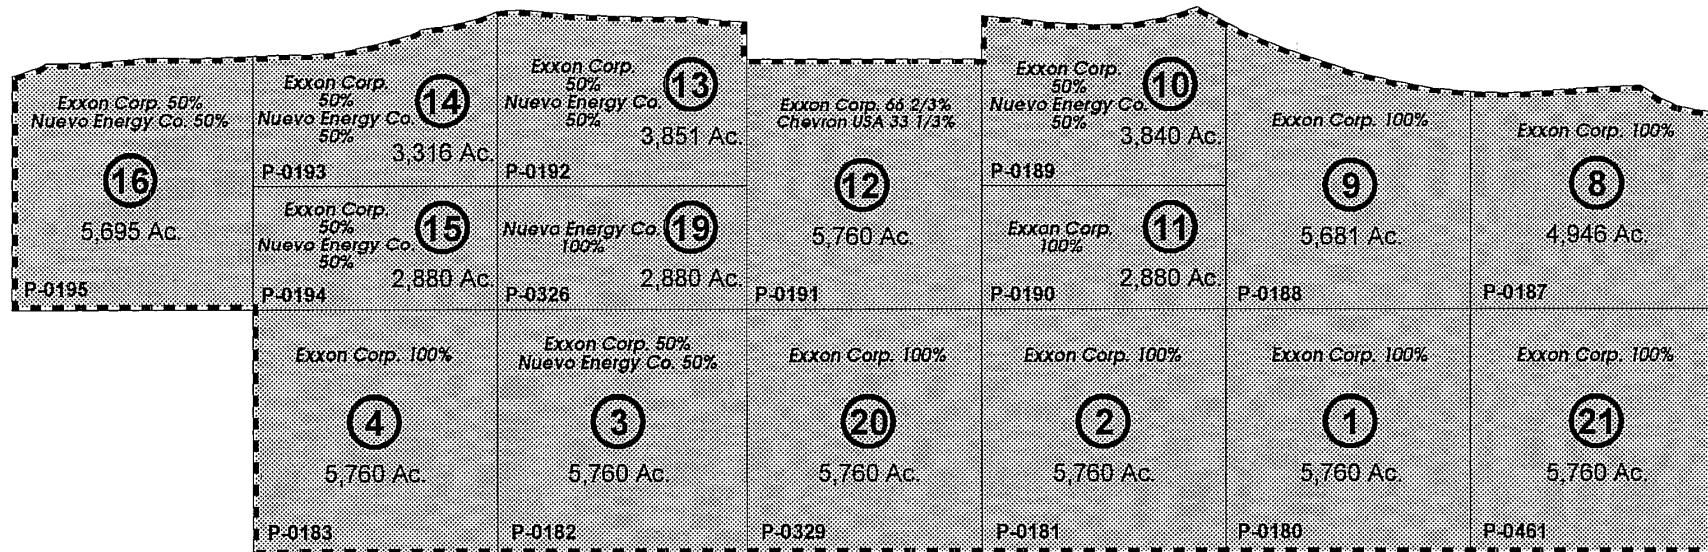 Exxon Corp. 50%
Nuevo Energy Co. 50%
16
5,695 Ac.
P-0195
Exxon Corp.
50%
Nuevo Energy Co.
50%
14
3,316 Ac.
P-0193
Exxon Corp
50%
Nuevo Energy Co.
50%
13
3,851 Ac.
P-0192
Exxon Corp. 66 2/3%
Chevron USA 33 1/3%
12
5,760 Ac.
P-0191
Exxon Corp.
50%
Nuevo Energy Co.
50%
10
3,840 Ac.
P-0189
Exxon Corp. 100%
9
5,681 Ac.
P-0188
Exxon Corp. 100%
8
4,946 Ac.
P-0187
Exxon Corp.
50%
Nuevo Energy Co.
50%
15
2,880 Ac.
P-0194
Nuevo Energy Co.
100%
19
2,880 Ac.
P-0326
Exxon Corp.
100%
11
2,880 Ac.
P-0190
Exxon Corp. 100%
4
5,760 Ac.
P-0183
Exxon Corp. 50%
Nuevo Energy Co. 50%
3
5,760 Ac.
P-0182
Exxon Corp. 100%
20
5,760 Ac.
P-0329
Exxon Corp. 100%
2
5,760 Ac.
P-0181
Exxon Corp. 100%
1
5,760 Ac.
P-0180
Exxon Corp. 100%
21
5,760 Ac.
P-0461